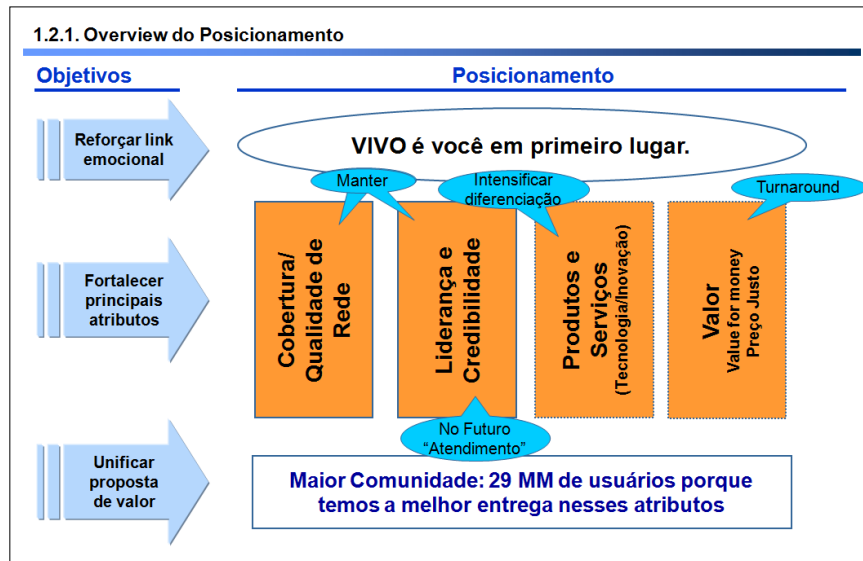 1.2.1. Overview do Posicionamento
Objetivos
Posicionamento
Reforçar link
emocional
VIVO é você em primeiro lugar.
Manter
Intensificar
diferenciação
Turnaround
Fortalecer
principais
atributos
Cobertura/
Qualidade de
Rede
Liderança e
Credibilidade
Produtos e
Serviços
(Tecnologia/Inovação)
Valor
Value for money
Preço Justo
No Futuro
“Atendimento”
Unificar
proposta
de valor
Maior Comunidade: 29 MM de usuários porque
temos a melhor entrega nesses atributos